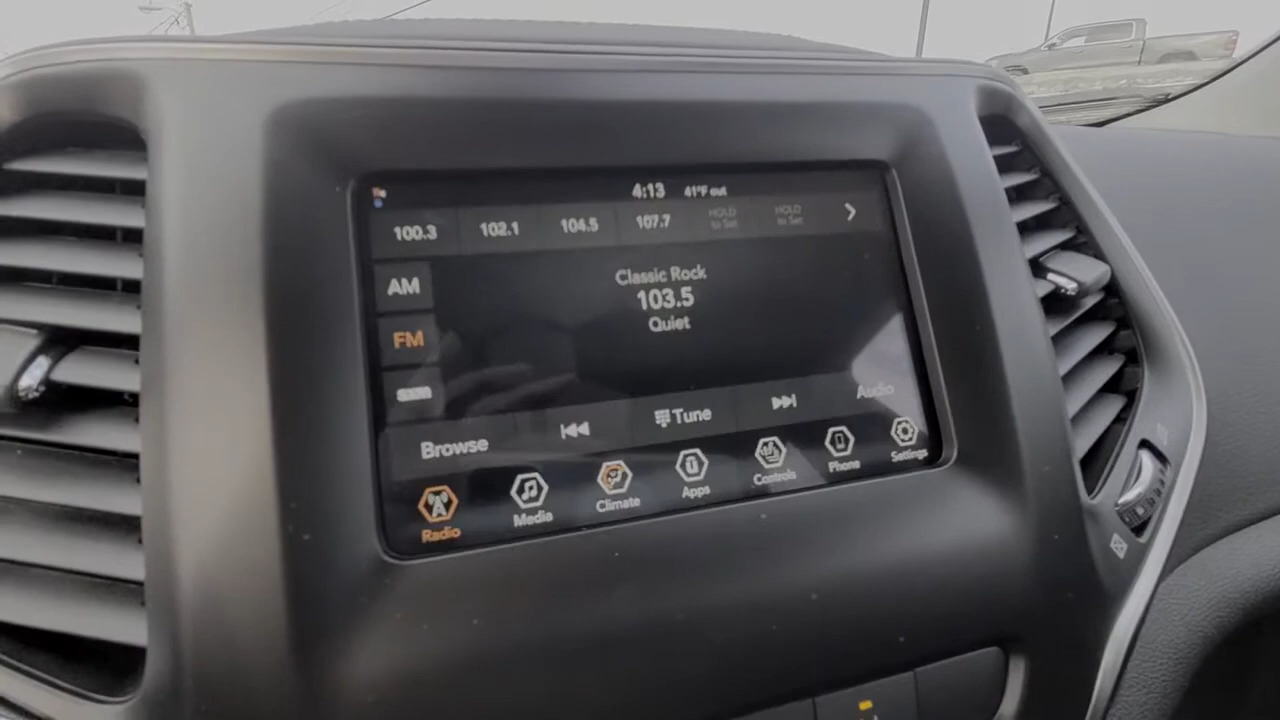 4:13 41°F out
100.3 102.1 104.5 107.7 HOLD to Set HOLD to Set
AM
Classic Rock
103.5
Quiet
FM
Browse Tune Audio
Radio Media Climate Apps Controls Phone Settings